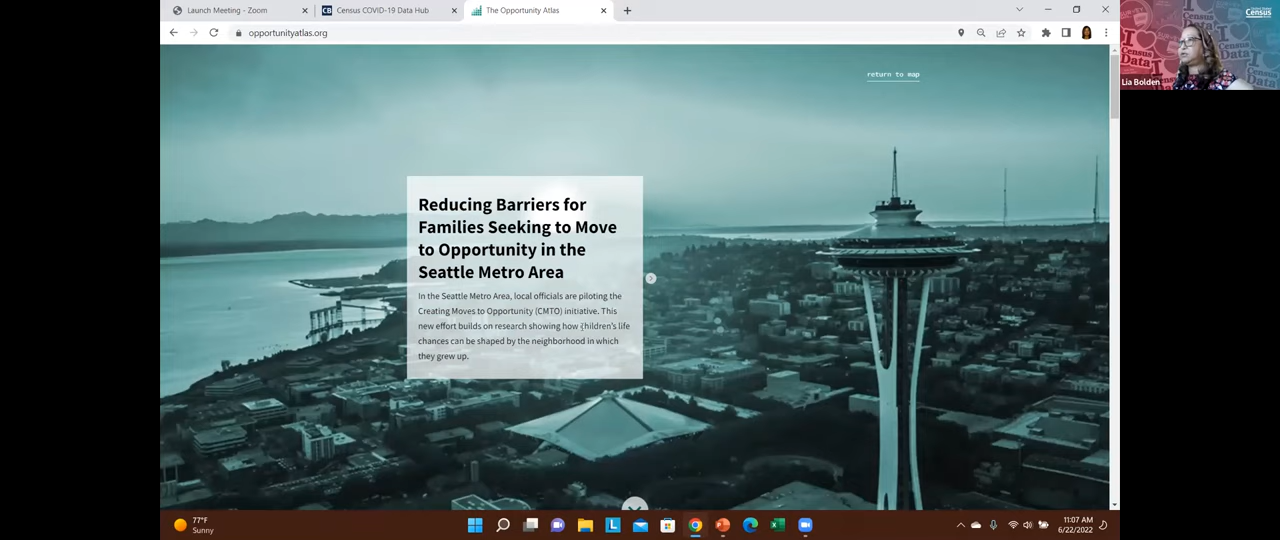 Launch Meeting - Zoom
CB Census COVID-19 Data Hub
The Opportunity Atlas
opportunityatlas.org
return to map
Reducing Barriers for
Families Seeking to Move
to Opportunity in the
Seattle Metro Area
In the Seattle Metro Area, local officials are piloting the
Creating Moves to Opportunity (CMTO) initiative. This
new effort builds on research showing how children's life
chances can be shaped by the neighborhood in which
they grew up.
Census
I
Census
Data
Lia Bolden
77°F
Sunny
11:07 AM
6/22/2022